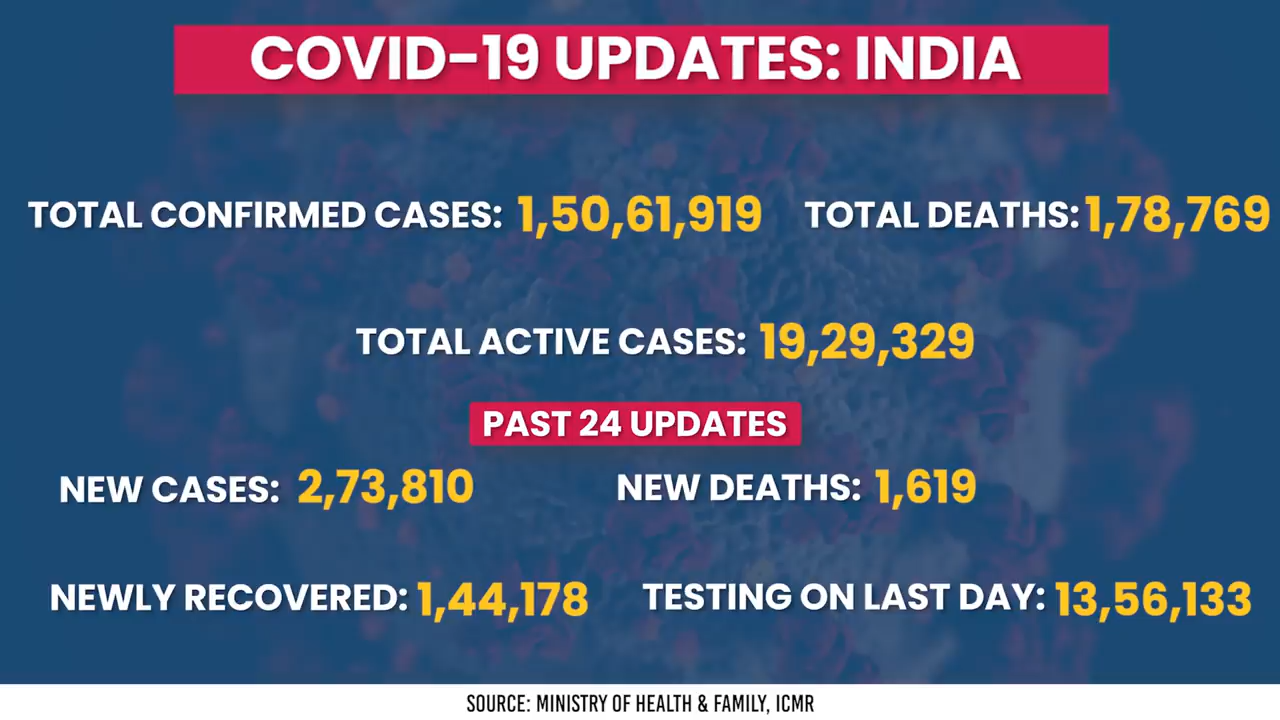 COVID-19 UPDATES: INDIA
TOTAL CONFIRMED CASES: 1,50,61,919 TOTAL DEATHS: 1,78,769
TOTAL ACTIVE CASES: 19,29,329
PAST 24 UPDATES
NEW CASES: 2,73,810 NEW DEATHS: 1,619
NEWLY RECOVERED: 1,44,178 TESTING ON LAST DAY: 13,56,133
SOURCE: MINISTRY OF HEALTH & FAMILY, ICMR